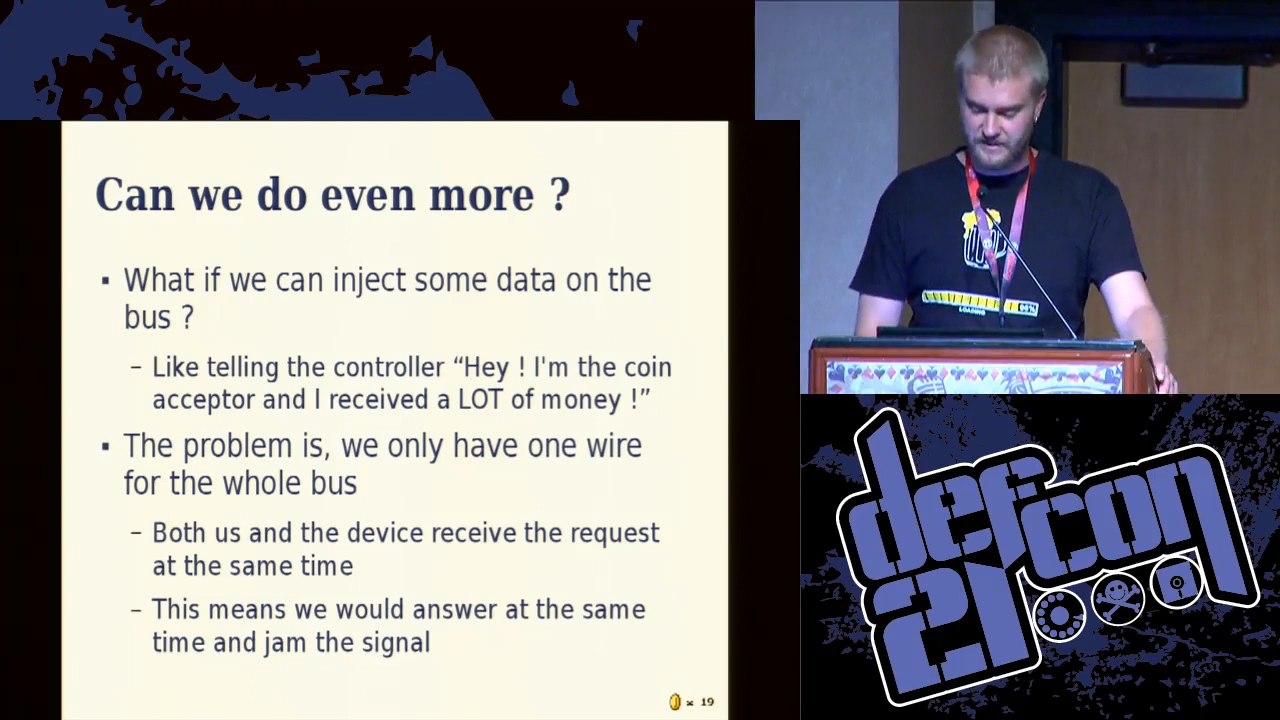 Can we do even more ?
▪ What if we can inject some data on the
bus ?
– Like telling the controller “Hey ! I'm the coin
acceptor and I received a LOT of money !”
▪ The problem is, we only have one wire
for the whole bus
– Both us and the device receive the request
at the same time
– This means we would answer at the same
time and jam the signal
× 19
LOADING
defcon
21